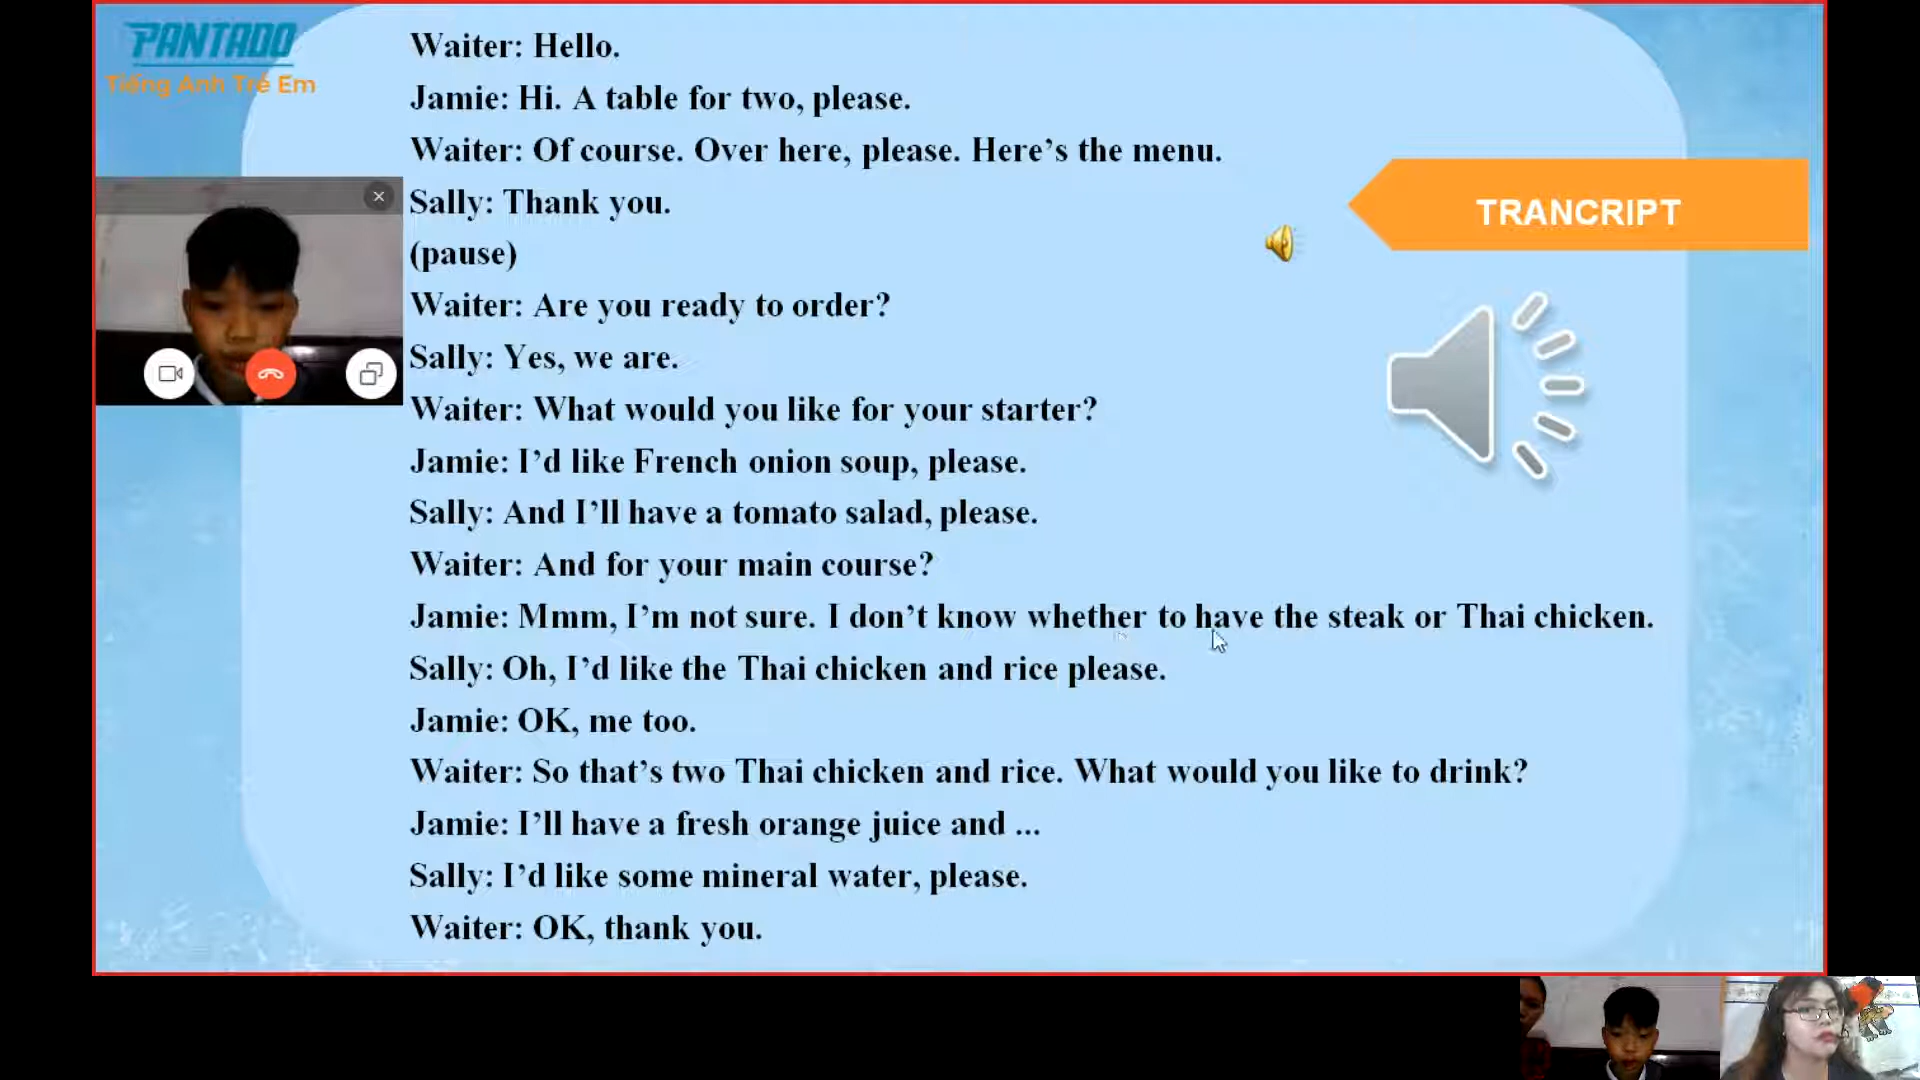 PANTADO
Tiếng Anh Trẻ Em
Waiter: Hello.
Jamie: Hi. A table for two, please.
Waiter: Of course. Over here, please. Here’s the menu.
Sally: Thank you.
(pause)
Waiter: Are you ready to order?
Sally: Yes, we are.
Waiter: What would you like for your starter?
Jamie: I’d like French onion soup, please.
Sally: And I’ll have a tomato salad, please.
Waiter: And for your main course?
Jamie: Mmm, I’m not sure. I don’t know whether to have the steak or Thai chicken.
Sally: Oh, I’d like the Thai chicken and rice please.
Jamie: OK, me too.
Waiter: So that’s two Thai chicken and rice. What would you like to drink?
Jamie: I’ll have a fresh orange juice and ...
Sally: I’d like some mineral water, please.
Waiter: OK, thank you.
TRANCRIPT